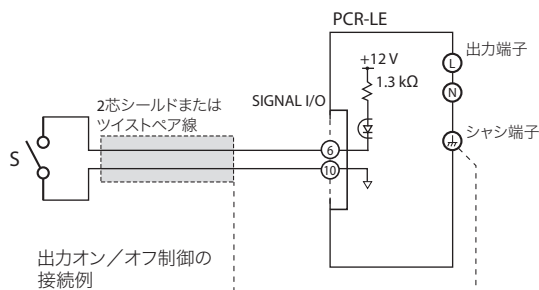 PCR-LE
+12 V
1.3 kΩ
出力端子
L
N
SIGNAL I/O
2芯シールドまたは
ツイストペア線
シャシ端子
S
6
10
出力オン／オフ制御の
接続例